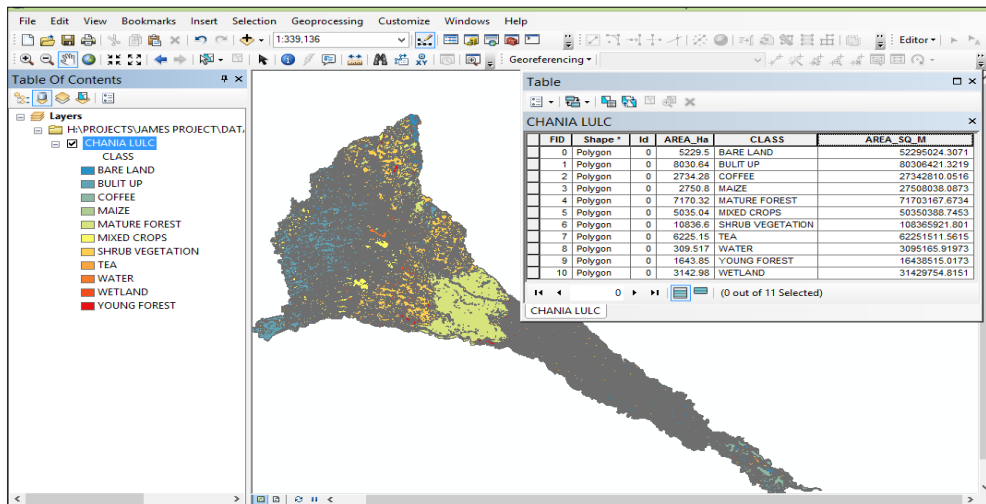 File Edit View Bookmarks Insert Selection Geoprocessing Customize Windows Help
1:339,136 Editor
Georeferencing
Table Of Contents
Layers
H:\PROJECTS\JAMES PROJECT\DATA
CHANIA LULC
CLASS
BARE LAND
BULIT UP
COFFEE
MAIZE
MATURE FOREST
MIXED CROPS
SHRUB VEGETATION
TEA
WATER
WETLAND
YOUNG FOREST
Table
CHANIA LULC
FID Shape * Id AREA_Ha CLASS AREA_SQ_M
0 Polygon 0 5229.5 BARE LAND 52295024.3071
1 Polygon 0 8030.64 BULIT UP 80306421.3219
2 Polygon 0 2734.28 COFFEE 27342810.0516
3 Polygon 0 2750.8 MAIZE 27508038.0873
4 Polygon 0 7170.32 MATURE FOREST 71703167.6734
5 Polygon 0 5035.04 MIXED CROPS 50350388.7453
6 Polygon 0 10836.6 SHRUB VEGETATION 108365921.801
7 Polygon 0 6225.15 TEA 62251511.5615
8 Polygon 0 309.517 WATER 3095165.91973
9 Polygon 0 1643.85 YOUNG FOREST 16438515.0173
10 Polygon 0 3142.98 WETLAND 31429754.8151
0 (0 out of 11 Selected)
CHANIA LULC